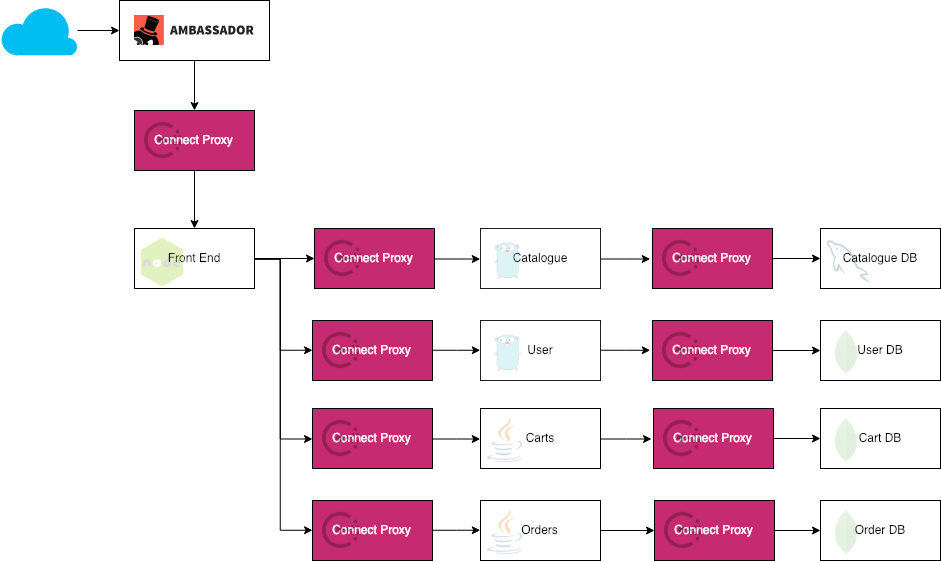 AMBASSADOR
Connect Proxy
node
Front End
Connect Proxy
Catalogue
Connect Proxy
Catalogue DB
Connect Proxy
User
Connect Proxy
User DB
Connect Proxy
Carts
Connect Proxy
Cart DB
Connect Proxy
Orders
Connect Proxy
Order DB